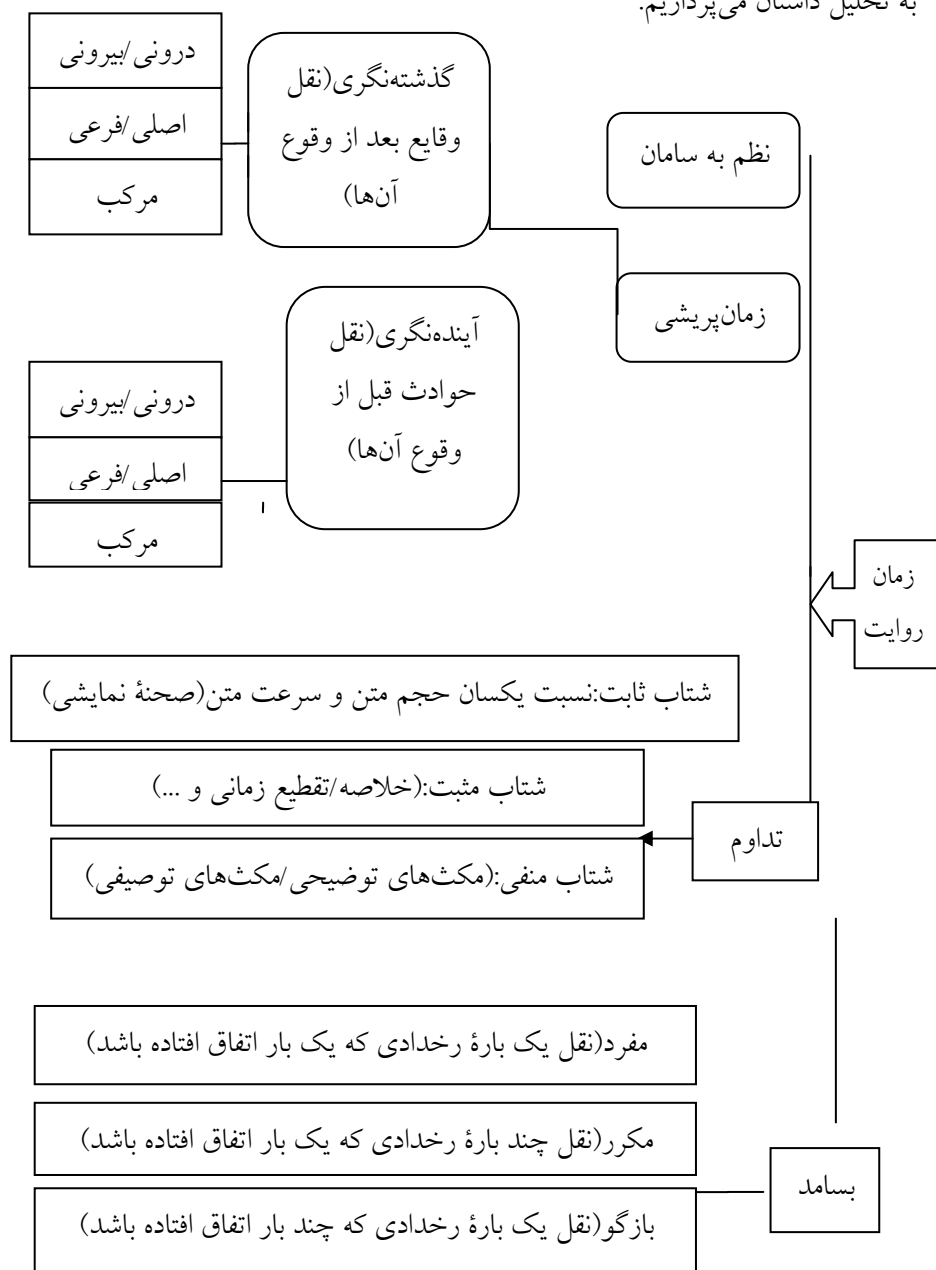 به تحلیل داستان می‌پردازیم.
نظم به سامان
زمان‌پریشی
گذشته‌نگری(نقل
وقایع بعد از وقوع
آن‌ها)
درونی/بیرونی
اصلی/فرعی
مرکب
آینده‌نگری(نقل
حوادث قبل از
وقوع آن‌ها)
درونی/بیرونی
اصلی/فرعی
مرکب
زمان
روایت
شتاب ثابت:نسبت یکسان حجم متن و سرعت متن(صحنۀ نمایشی)
شتاب مثبت:(خلاصه/تقطیع زمانی و ...)
تداوم
شتاب منفی:(مکث‌های توضیحی/مکث‌های توصیفی)
مفرد(نقل یک بارۀ رخدادی که یک بار اتفاق افتاده باشد)
مکرر(نقل چند بارۀ رخدادی که یک بار اتفاق افتاده باشد)
بسامد
بازگو(نقل یک بارۀ رخدادی که چند بار اتفاق افتاده باشد)